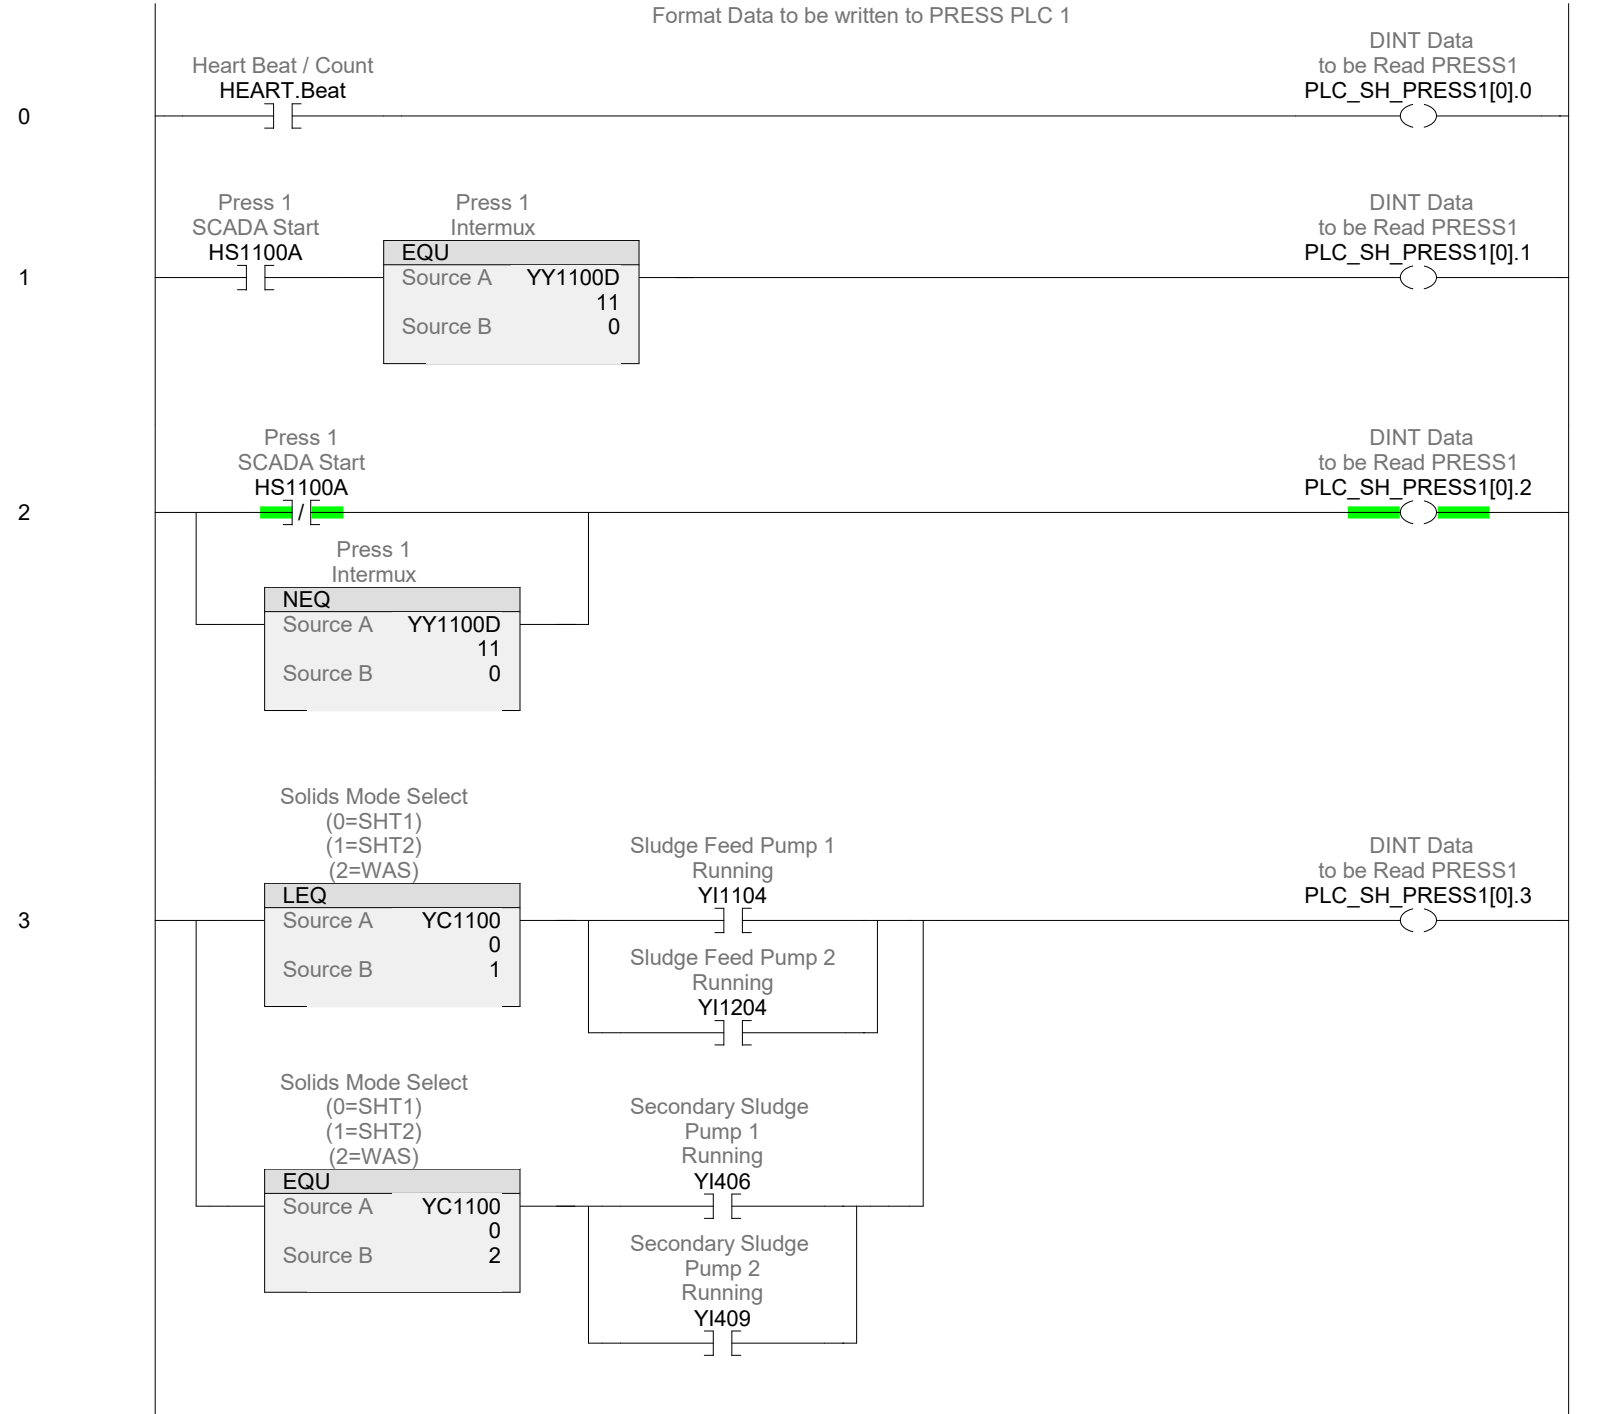 Format Data to be written to PRESS PLC 1
Heart Beat / Count
HEART.Beat
DINT Data
to be Read PRESS1
PLC_SH_PRESS1[0].0
0
Press 1
SCADA Start
HS1100A
Press 1
Intermux
EQU
Source A YY1100D
11
Source B 0
DINT Data
to be Read PRESS1
PLC_SH_PRESS1[0].1
1
Press 1
SCADA Start
HS1100A
/
DINT Data
to be Read PRESS1
PLC_SH_PRESS1[0].2
2
Press 1
Intermux
NEQ
Source A YY1100D
11
Source B 0
Solids Mode Select
(0=SHT1)
(1=SHT2)
(2=WAS)
LEQ
Source A YC1100
0
Source B 1
Sludge Feed Pump 1
Running
YI1104
DINT Data
to be Read PRESS1
PLC_SH_PRESS1[0].3
3
Sludge Feed Pump 2
Running
YI1204
Solids Mode Select
(0=SHT1)
(1=SHT2)
(2=WAS)
EQU
Source A YC1100
0
Source B 2
Secondary Sludge
Pump 1
Running
YI406
Secondary Sludge
Pump 2
Running
YI409